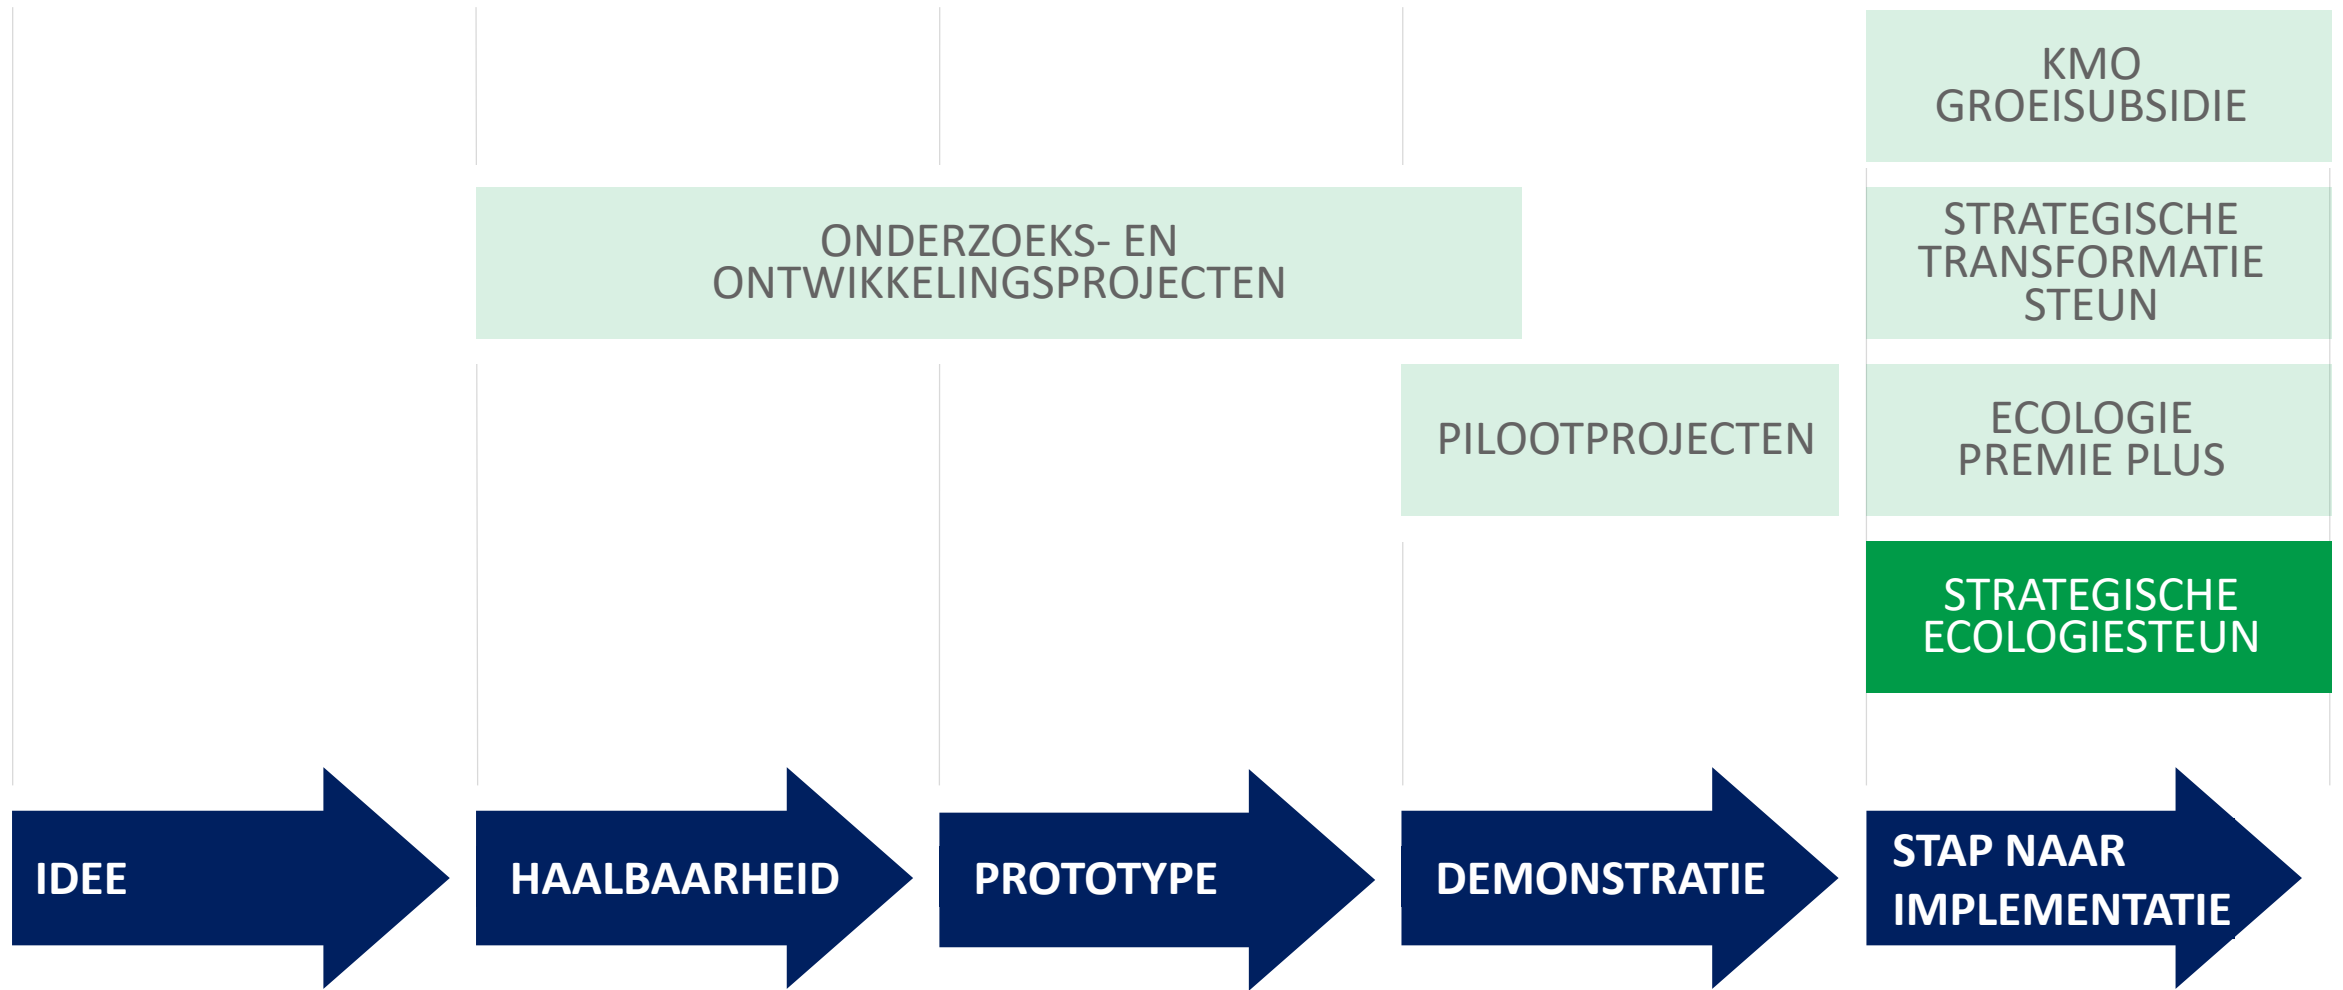 KMO
GROEISUBSIDIE
ONDERZOEKS- EN
ONTWIKKELINGSPROJECTEN
STRATEGISCHE
TRANSFORMATIE
STEUN
PILOOTPROJECTEN
ECOLOGIE
PREMIE PLUS
STRATEGISCHE
ECOLOGIESTEUN
IDEE
HAALBAARHEID
PROTOTYPE
DEMONSTRATIE
STAP NAAR
IMPLEMENTATIE